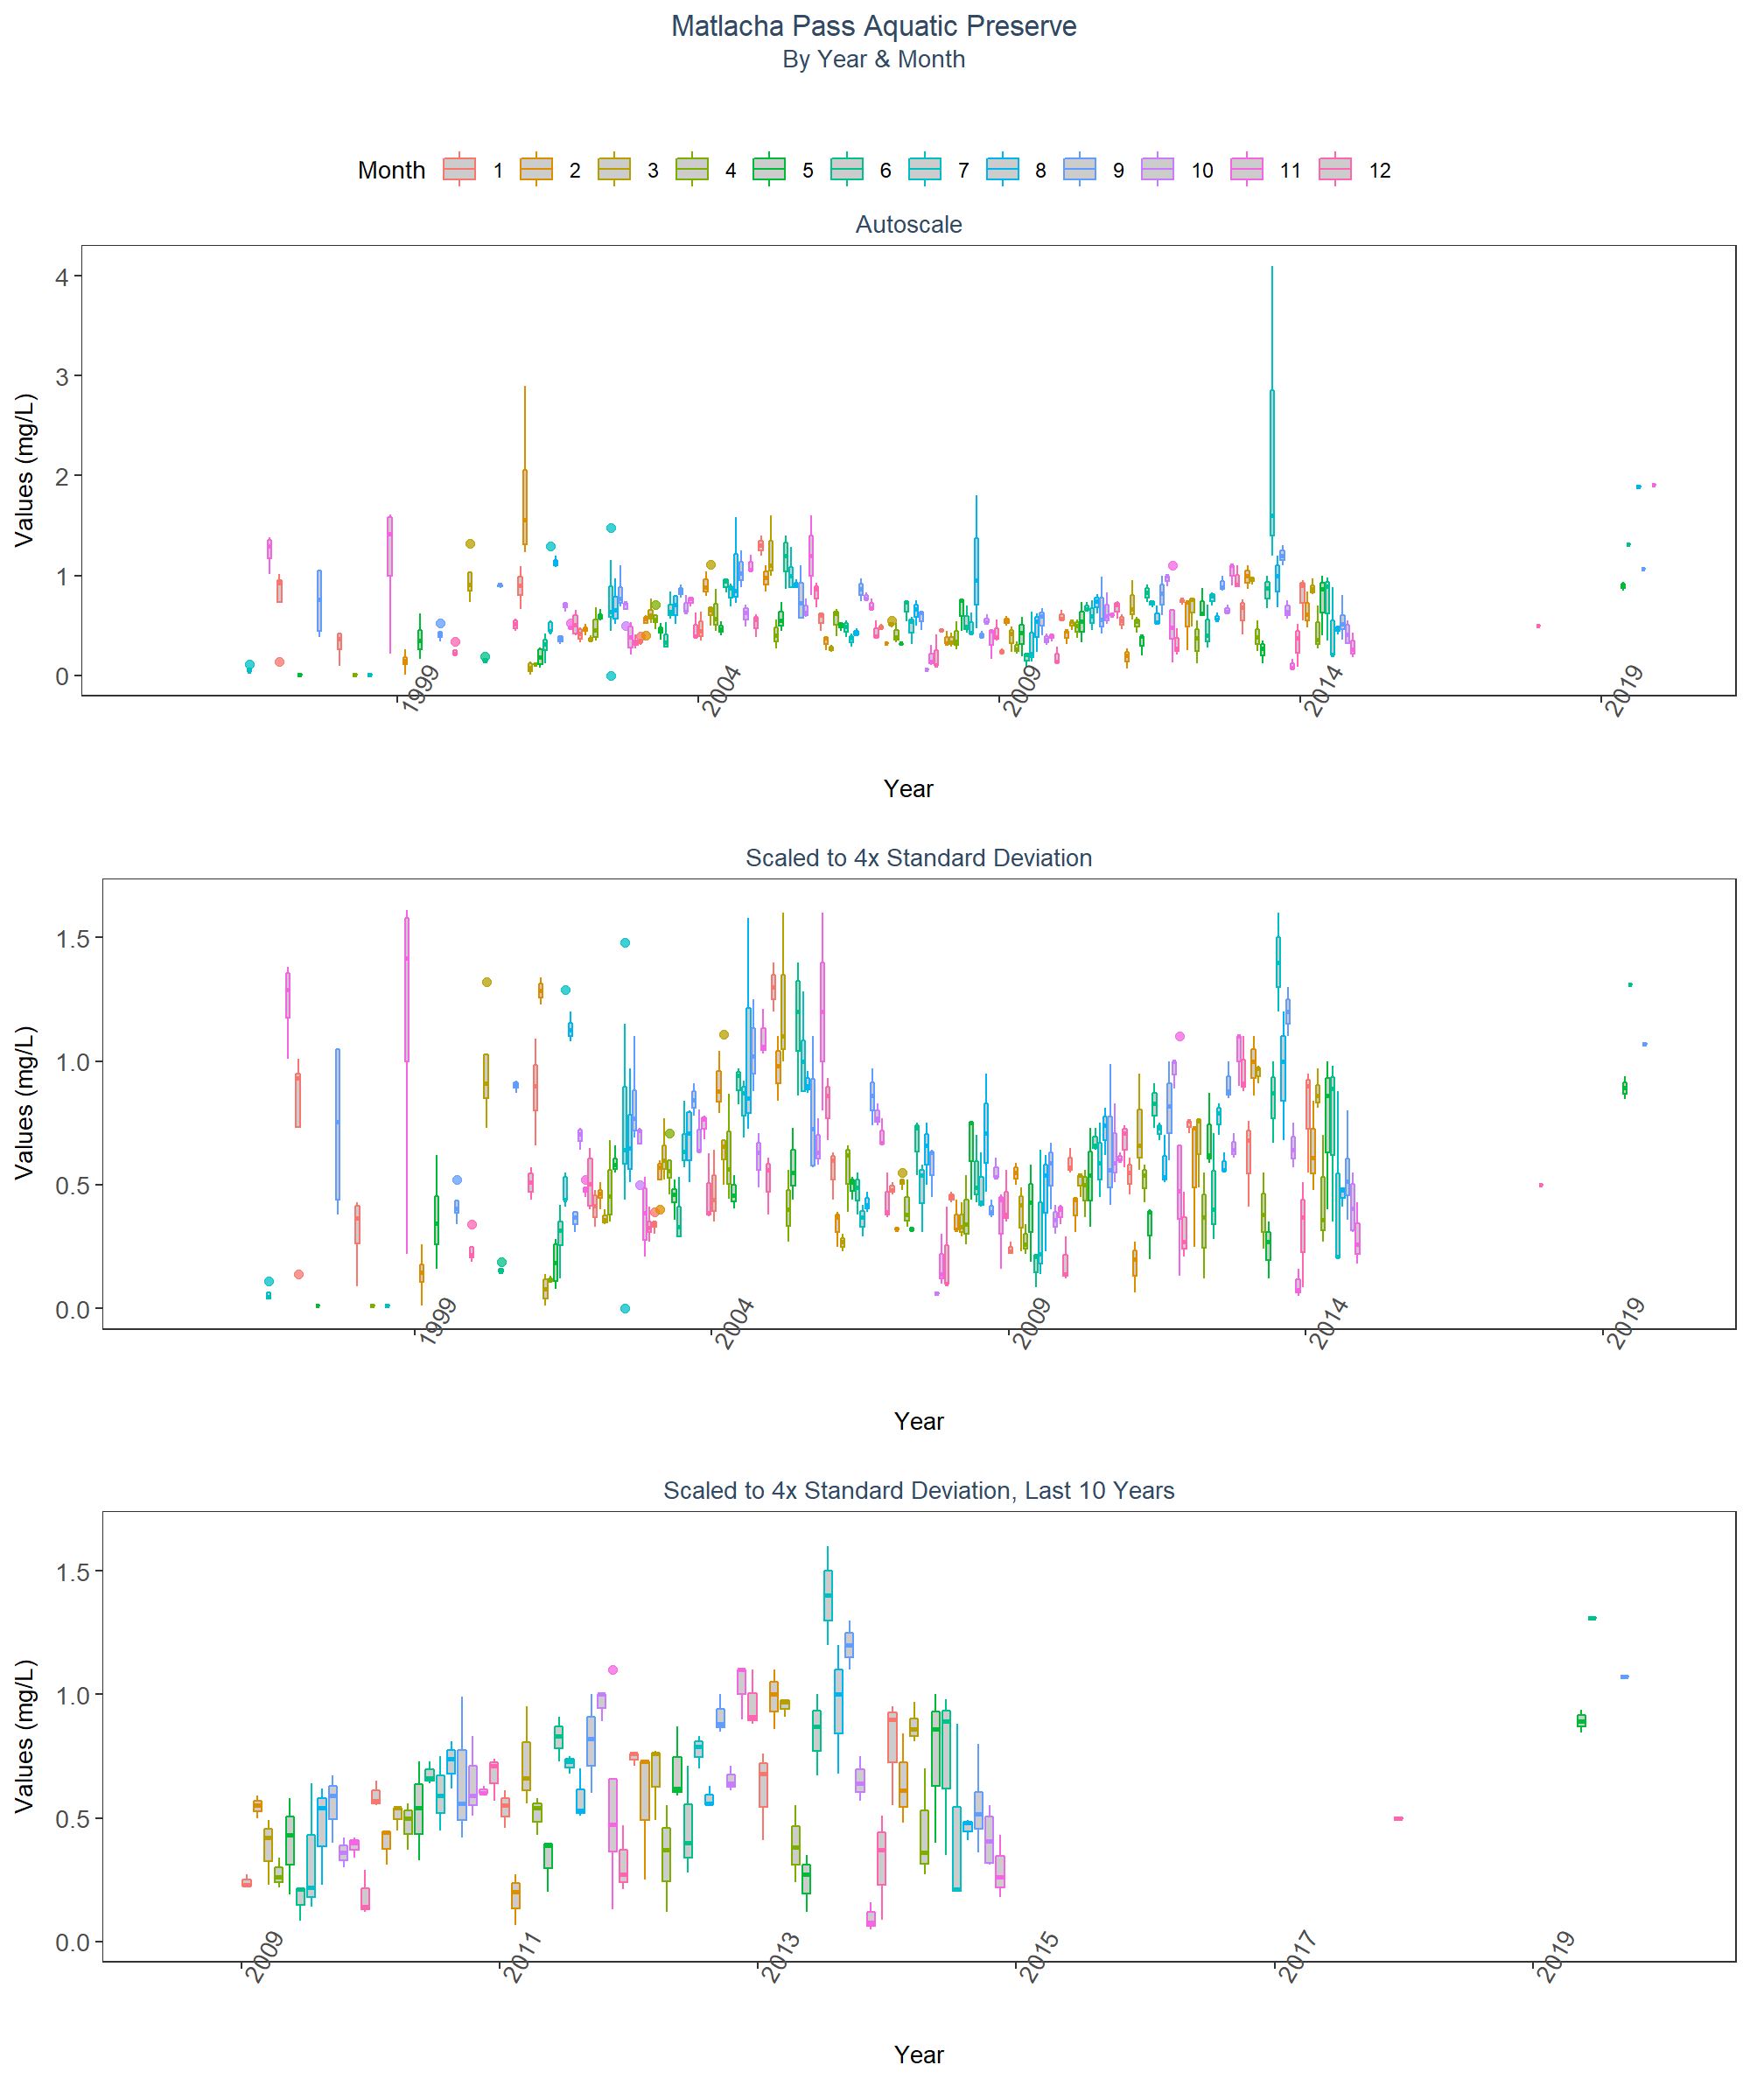 Matlacha Pass Aquatic Preserve
By Year & Month
Month 1 2 3 4 5 6 7 8 9 10 11 12
Autoscale
Values (mg/L)
4
3
2
1
0
1999 2004 2009 2014 2019
Year
Scaled to 4x Standard Deviation
Values (mg/L)
1.5
1.0
0.5
0.0
1999 2004 2009 2014 2019
Year
Scaled to 4x Standard Deviation, Last 10 Years
Values (mg/L)
1.5
1.0
0.5
0.0
2009 2011 2013 2015 2017 2019
Year